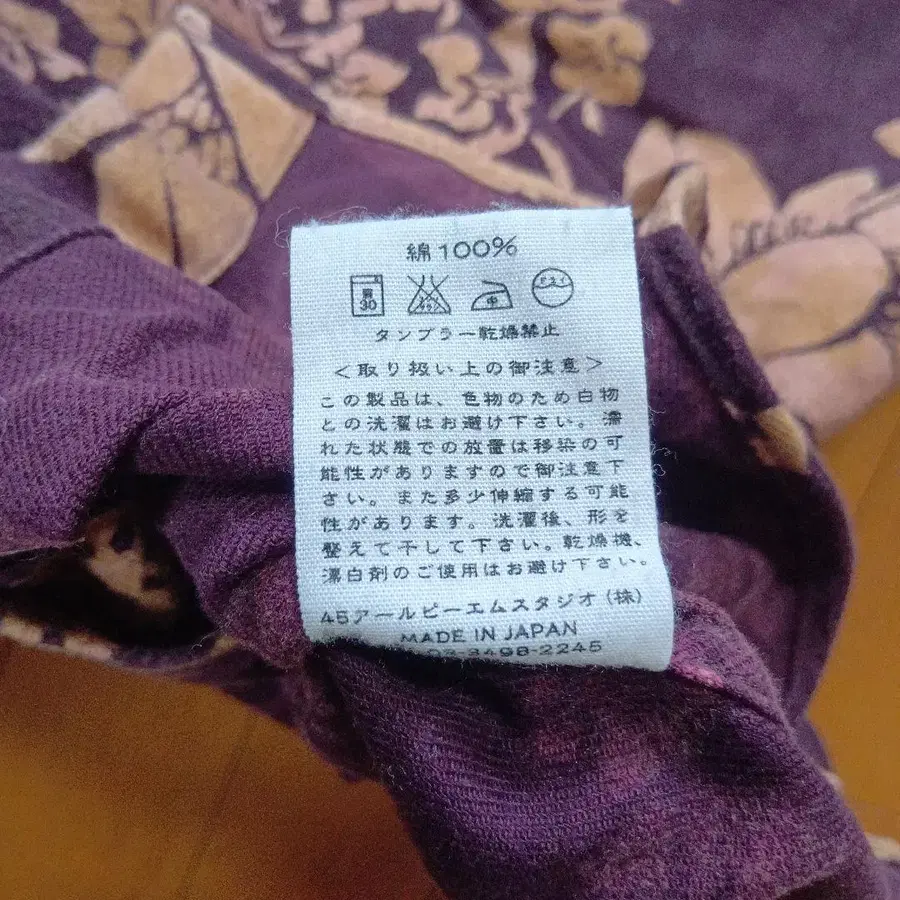 綿100%
弱 30 中 ドライ
タンブラー乾燥禁止
<取り扱い上の御注意>
この製品は、色物のため白物
との洗濯はお避け下さい。濡
れた状態での放置は移染の可
能性がありますので御注意下
さい。また多少伸縮する可能
性があります。洗濯後、形を
整えて干して下さい。乾燥機、
漂白剤のご使用はお避け下さい。
45アールピーエムスタジオ(株)
MADE IN JAPAN
03-3498-2245